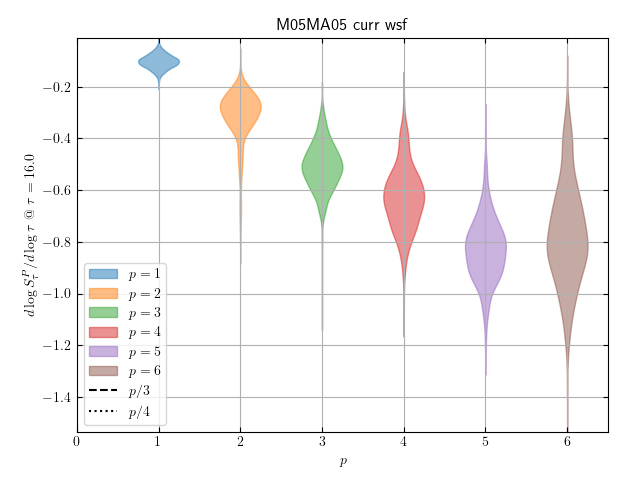 M05MA05 curr wsf
d log S_τ^P / d log τ @ τ = 16.0
−0.2
−0.4
−0.6
−0.8
−1.0
−1.2
−1.4
p = 1
p = 2
p = 3
p = 4
p = 5
p = 6
p/3
p/4
0 1 2 3 4 5 6
p